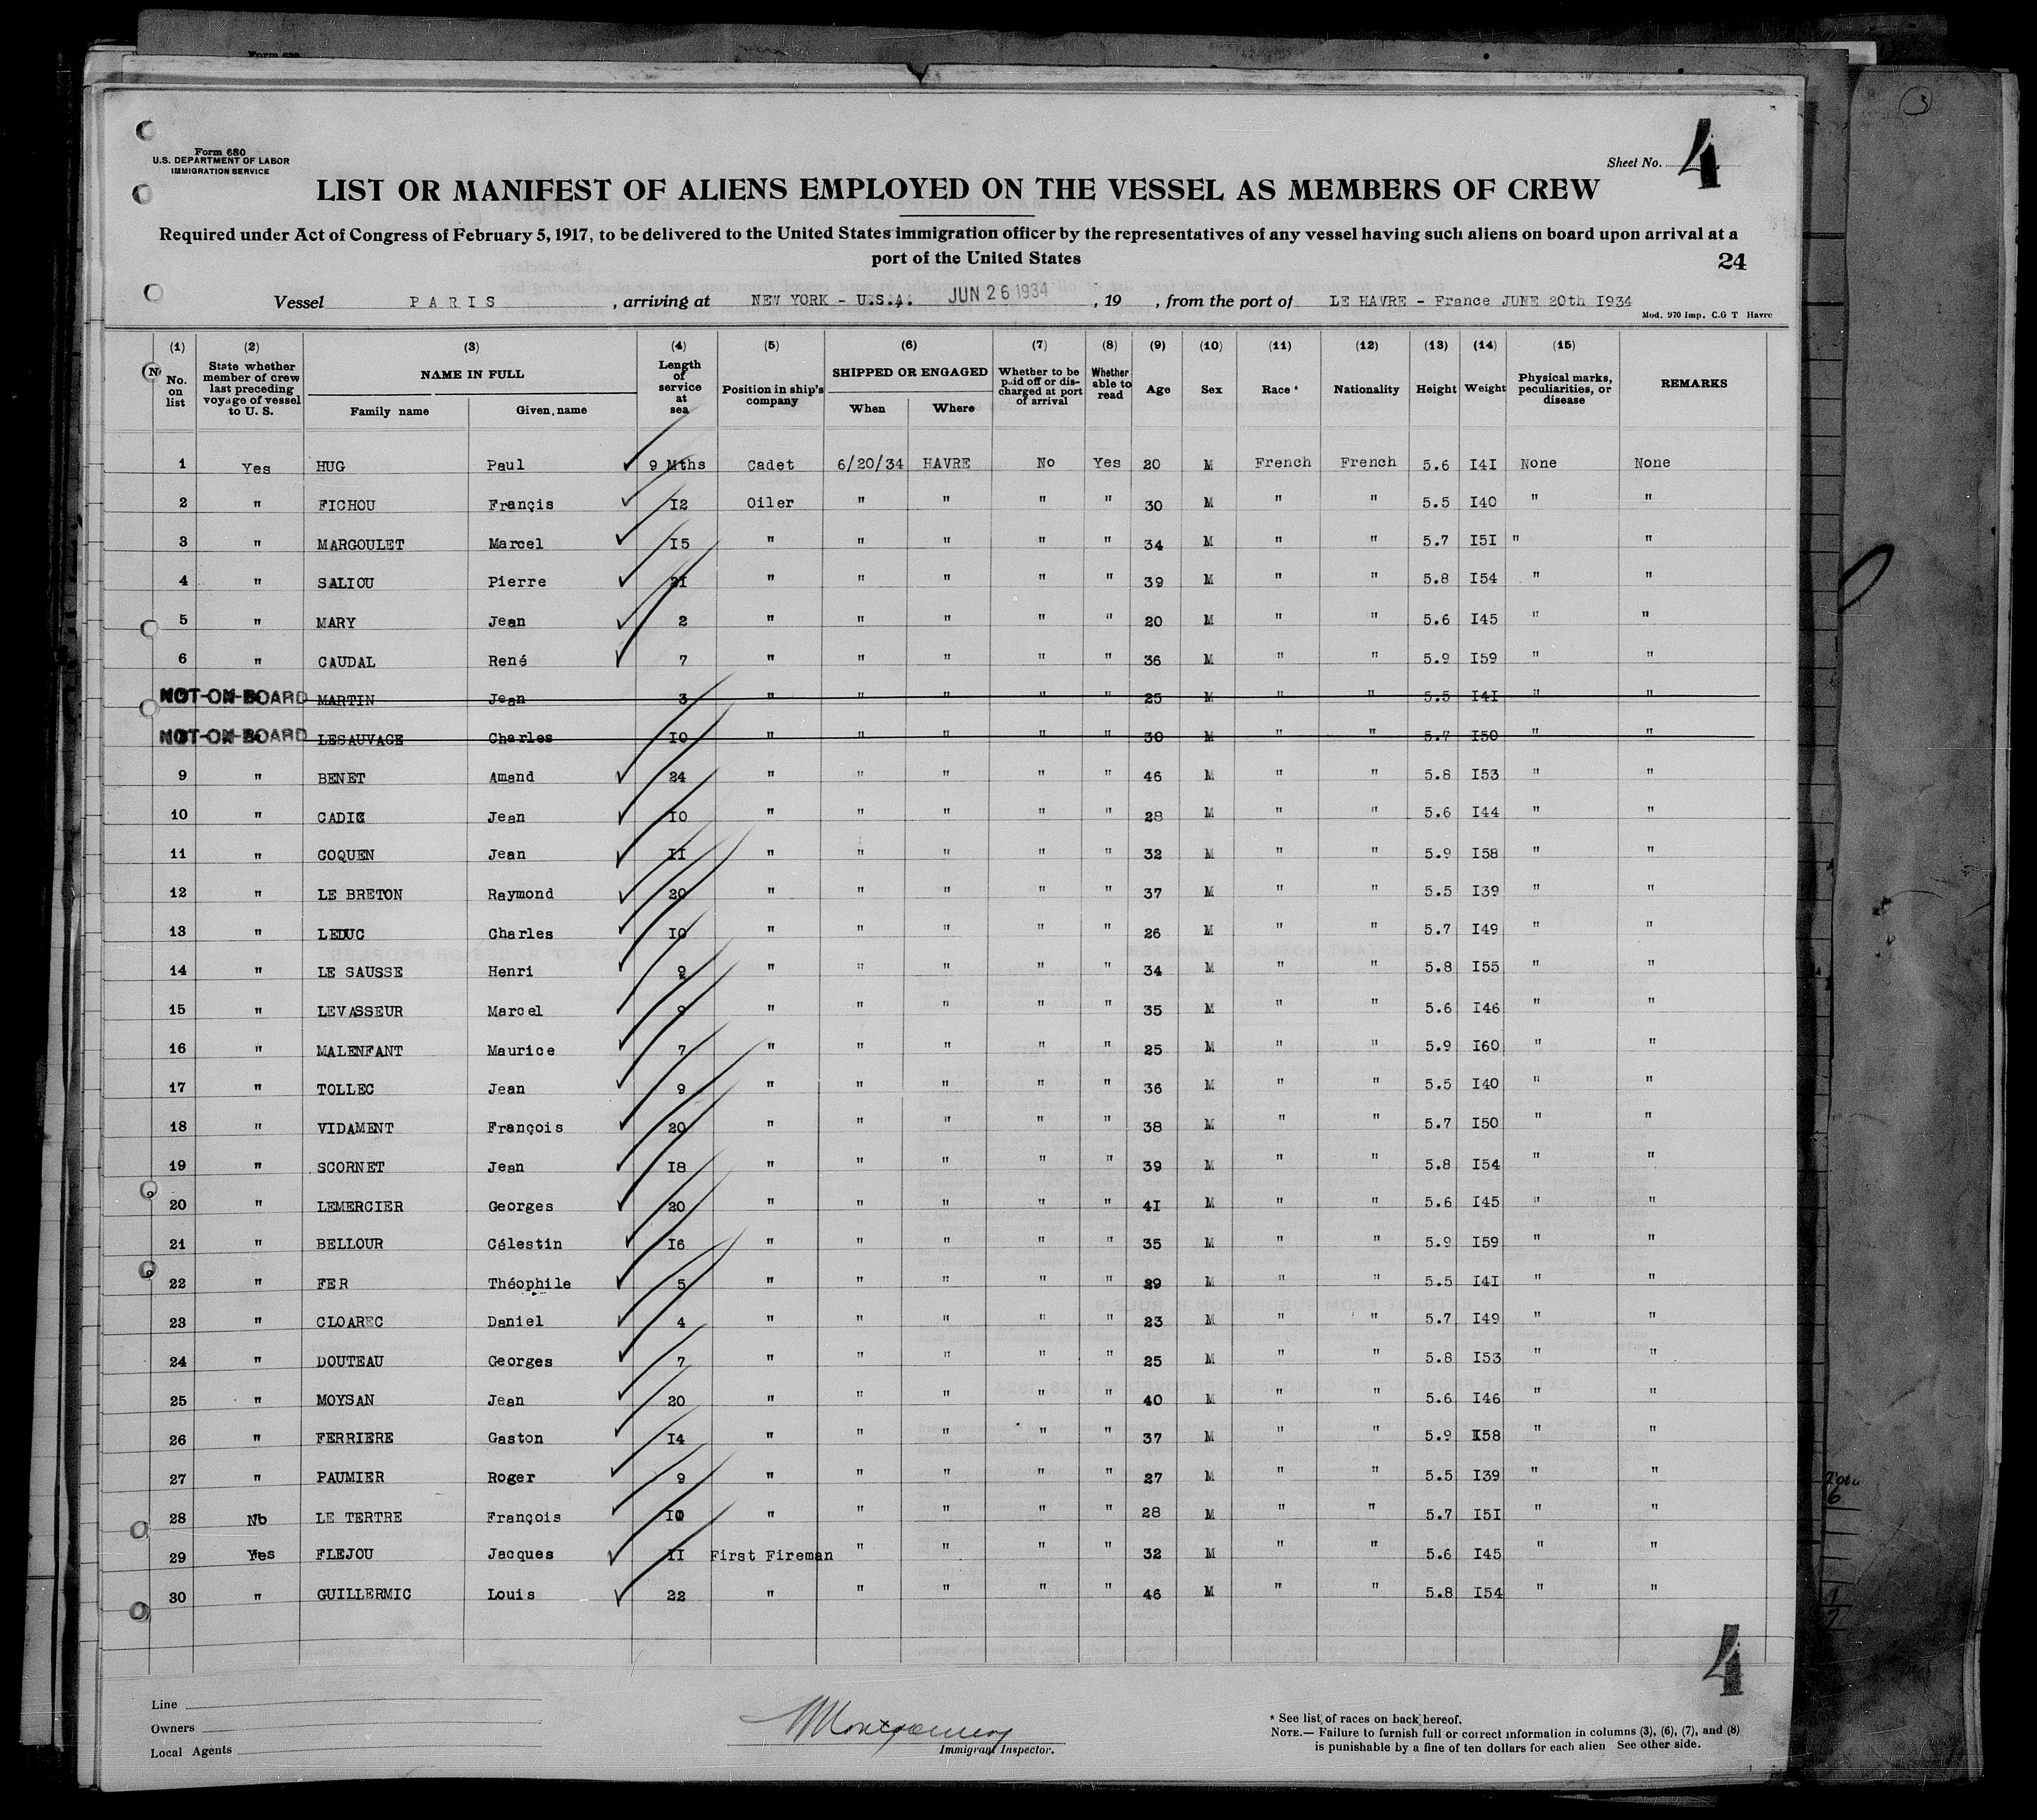 Form 630
3
Form 680
U.S. DEPARTMENT OF LABOR
IMMIGRATION SERVICE
Sheet No. 4
LIST OR MANIFEST OF ALIENS EMPLOYED ON THE VESSEL AS MEMBERS OF CREW
Required under Act of Congress of February 5, 1917, to be delivered to the United States immigration officer by the representatives of any vessel having such aliens on board upon arrival at a
port of the United States
24
Vessel PARIS , arriving at NEW YORK - U.S.A. JUN 26 1934 , 19 , from the port of LE HAVRE - France JUNE 20th I934
Mod. 970 Imp. C.G T Havre
(1) (2) (3) (4) (5) (6) (7) (8) (9) (10) (11) (12) (13) (14) (15)
No. on list State whether member of crew last preceding voyage of vessel to U. S. NAME IN FULL Family name Given name Length of service at sea Position in ship's company SHIPPED OR ENGAGED When Where Whether to be paid off or discharged at port of arrival Whether able to read Age Sex Race * Nationality Height Weight Physical marks, peculiarities, or disease REMARKS
1 Yes HUG Paul 9 Mths Cadet 6/20/34 HAVRE No Yes 20 M French French 5.6 I4I None None
2 " FICHOU Françis I2 Oiler " " " " 30 M " " 5.5 I40 " "
3 " MARGOULET Marcel I5 " " " " " 34 M " " 5.7 I5I " "
4 " SALIOU Pierre 2I " " " " " 39 M " " 5.8 I54 " "
5 " MARY Jean 2 " " " " " 20 M " " 5.6 I45 " "
6 " CAUDAL René 7 " " " " " 36 M " " 5.9 I59 " "
NOT ON BOARD MARTIN Jean 3 " " " " " 25 M " " 5.5 I4I " "
NOT ON BOARD LESAUVAGE Charles I0 " " " " " 30 M " " 5.7 I50 " "
9 " BENET Amand 24 " " " " " 46 M " " 5.8 I53 " "
10 " CADIC Jean I0 " " " " " 28 M " " 5.6 I44 " "
11 " COQUEN Jean II " " " " " 32 M " " 5.9 I58 " "
12 " LE BRETON Raymond 20 " " " " " 37 M " " 5.5 I39 " "
13 " LEDUC Charles I0 " " " " " 26 M " " 5.7 I49 " "
14 " LE SAUSSE Henri 9 " " " " " 34 M " " 5.8 I55 " "
15 " LEVASSEUR Marcel 9 " " " " " 35 M " " 5.6 I46 " "
16 " MALENFANT Maurice 7 " " " " " 25 M " " 5.9 I60 " "
17 " TOLLEC Jean 9 " " " " " 36 M " " 5.5 I40 " "
18 " VIDAMENT François 20 " " " " " 38 M " " 5.7 I50 " "
19 " SCORNET Jean I8 " " " " " 39 M " " 5.8 I54 " "
20 " LEMERCIER Georges 20 " " " " " 4I M " " 5.6 I45 " "
21 " BELLOUR Célestin I6 " " " " " 35 M " " 5.9 I59 " "
22 " FER Théophile 5 " " " " " 29 M " " 5.5 I4I " "
23 " CLOAREC Daniel 4 " " " " " 23 M " " 5.7 I49 " "
24 " DOUTEAU Georges 7 " " " " " 25 M " " 5.8 I53 " "
25 " MOYSAN Jean 20 " " " " " 40 M " " 5.6 I46 " "
26 " FERRIERE Gaston I4 " " " " " 37 M " " 5.9 I58 " "
27 " PAUMIER Roger 9 " " " " " 27 M " " 5.5 I39 " "
28 No LE TERTRE François I0 " " " " " 28 M " " 5.7 I5I " "
29 Yes FLEJOU Jacques II First Fireman " " " " 32 M " " 5.6 I45 " "
30 " GUILLERMIC Louis 22 " " " " " 46 M " " 5.8 I54 " "
4
Line
Owners
Local Agents
Montgomery
Immigrant Inspector.
* See list of races on back hereof.
NOTE.— Failure to furnish full or correct information in columns (3), (6), (7), and (8)
is punishable by a fine of ten dollars for each alien See other side.